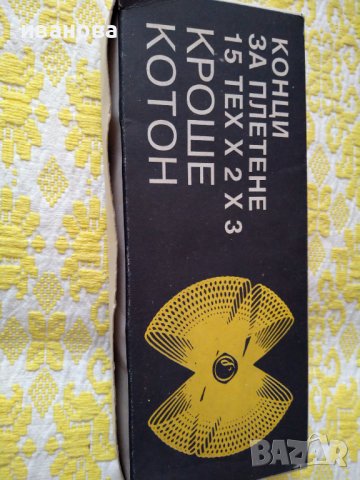 иванова
КОНЦИ
ЗА ПЛЕТЕНЕ
15 ТЕХ X 2 X 3
КРОШЕ
КОТОН
BAZAR